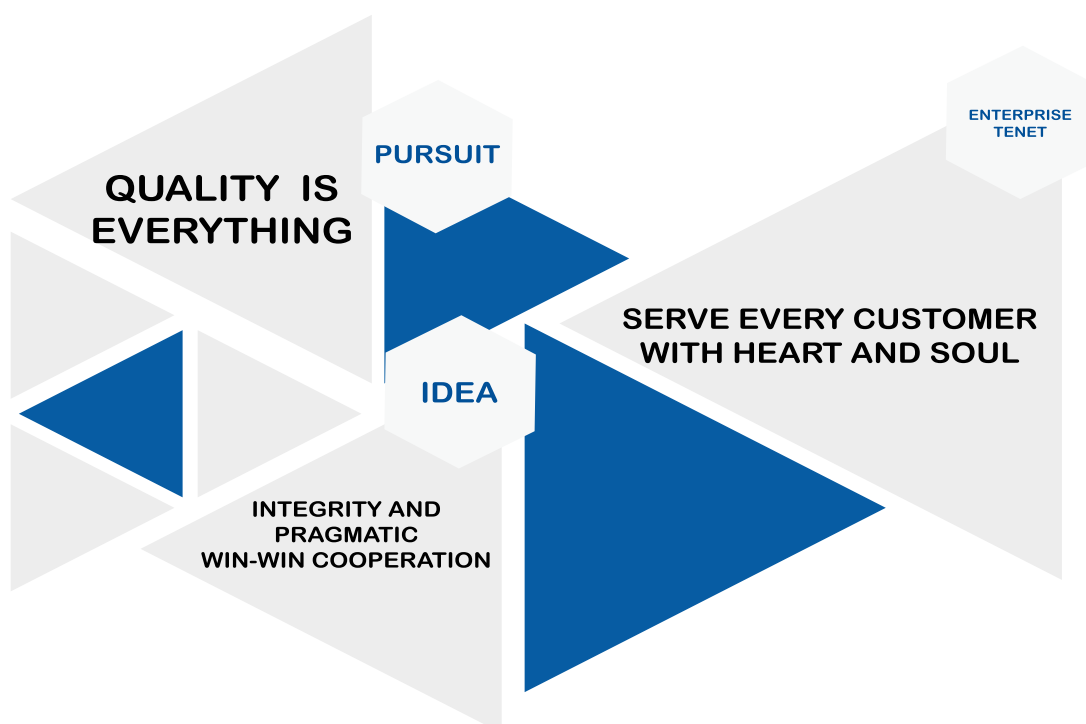 PURSUIT
QUALITY IS
EVERYTHING
ENTERPRISE
TENET
SERVE EVERY CUSTOMER
WITH HEART AND SOUL
IDEA
INTEGRITY AND
PRAGMATIC
WIN-WIN COOPERATION